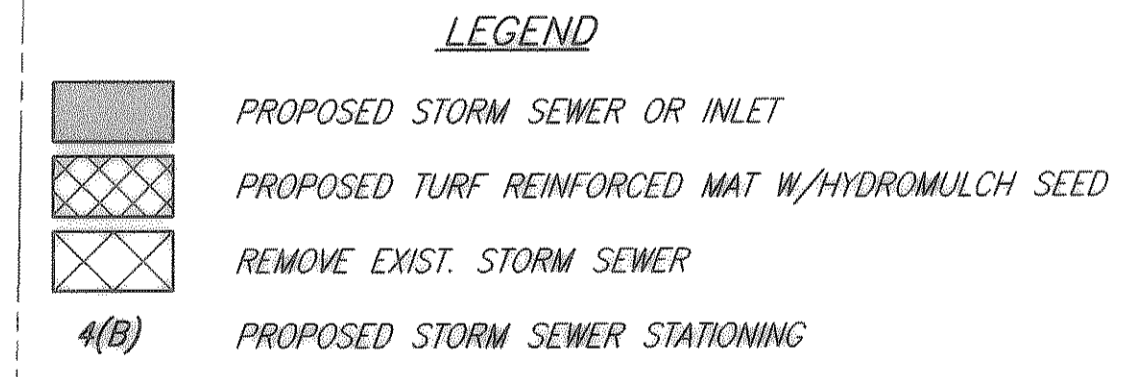 LEGEND
PROPOSED STORM SEWER OR INLET
PROPOSED TURF REINFORCED MAT W/HYDROMULCH SEED
REMOVE EXIST. STORM SEWER
4(B) PROPOSED STORM SEWER STATIONING